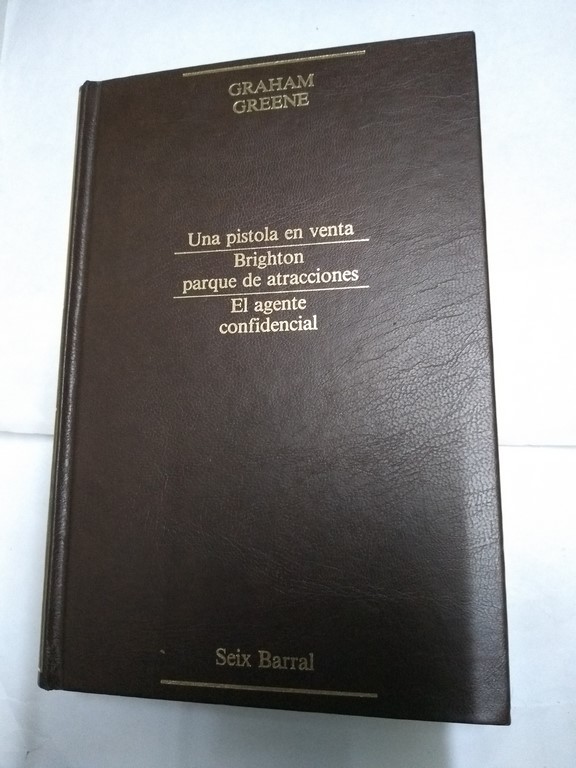 GRAHAM
GREENE
Una pistola en venta
Brighton
parque de atracciones
El agente
confidencial
Seix Barral